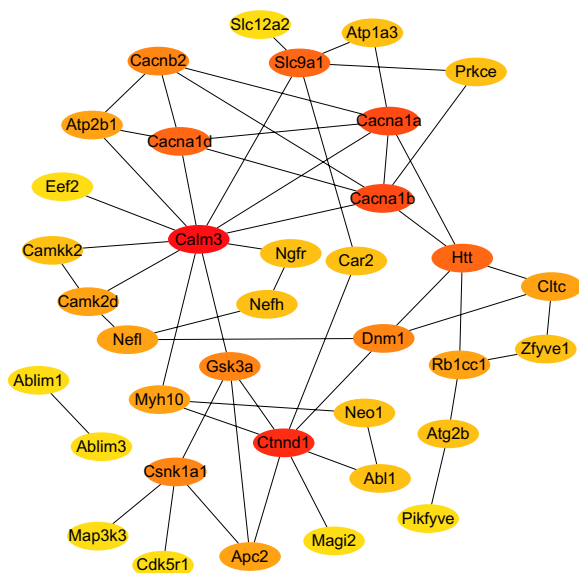 Slc12a2
Atp1a3
Cacnb2
Slc9a1
Prkce
Atp2b1
Cacna1a
Cacna1d
Eef2
Cacna1b
Calm3
Camkk2
Ngfr
Car2
Htt
Cltc
Camk2d
Nefh
Nefl
Dnm1
Zfyve1
Gsk3a
Rb1cc1
Ablim1
Myh10
Neo1
Atg2b
Ablim3
Ctnnd1
Csnk1a1
Abl1
Pikfyve
Map3k3
Magi2
Cdk5r1
Apc2